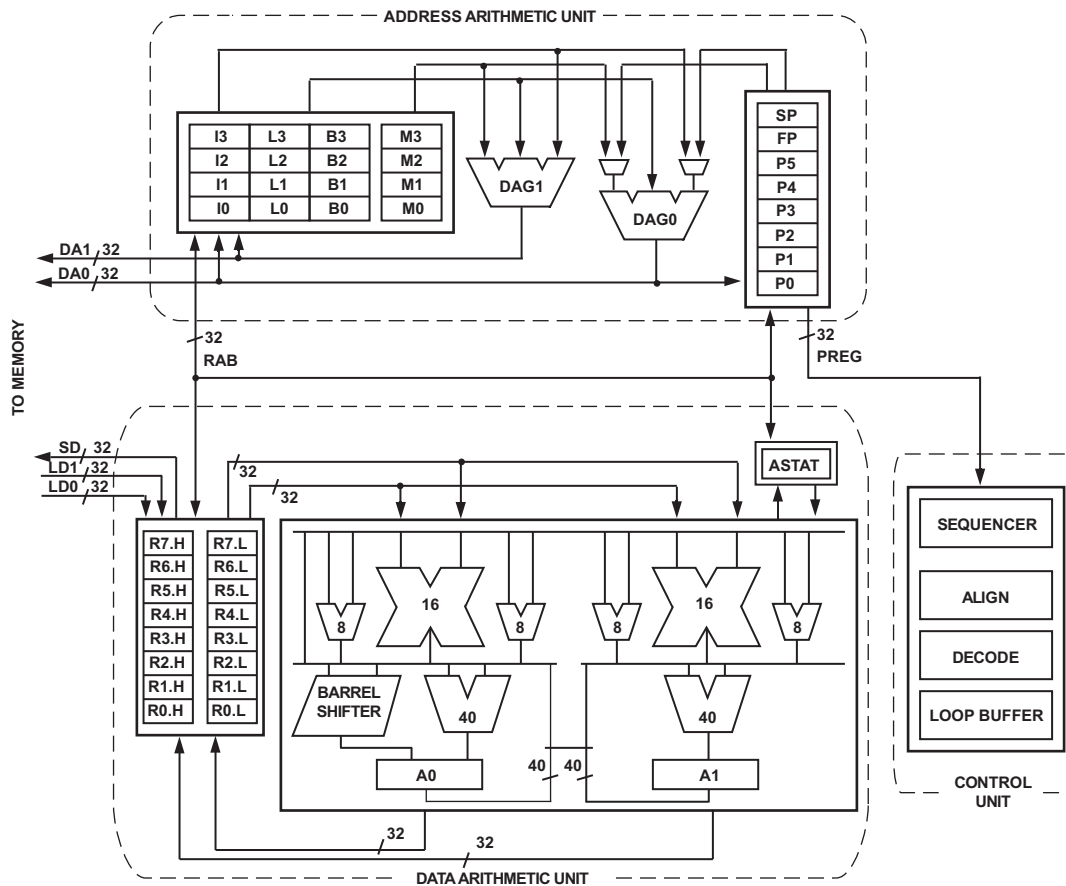 ADDRESS ARITHMETIC UNIT
I3 L3 B3 M3
I2 L2 B2 M2
I1 L1 B1 M1
I0 L0 B0 M0
DAG1
DAG0
SP
FP
P5
P4
P3
P2
P1
P0
DA1 32
DA0 32
TO MEMORY
32
RAB
32
PREG
SD 32
LD1 32
LD0 32
32
32
ASTAT
R7.H R7.L
R6.H R6.L
R5.H R5.L
R4.H R4.L
R3.H R3.L
R2.H R2.L
R1.H R1.L
R0.H R0.L
16
16
8
8
8
8
BARREL
SHIFTER
40
40
A0
40
40
A1
32
32
DATA ARITHMETIC UNIT
SEQUENCER
ALIGN
DECODE
LOOP BUFFER
CONTROL
UNIT